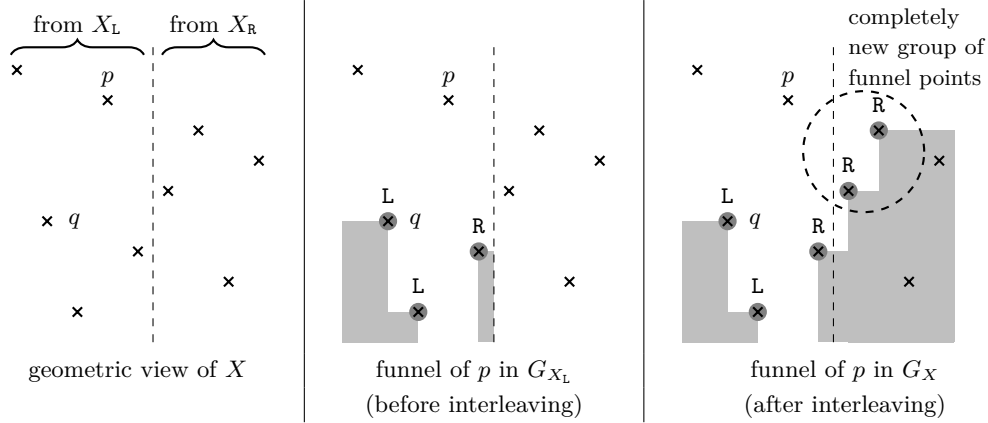 from X_L from X_R
p
q
geometric view of X
p
L
q
R
L
funnel of p in G_{X_L}
(before interleaving)
completely
new group of
funnel points
p
R
R
L
q
R
L
funnel of p in G_X
(after interleaving)